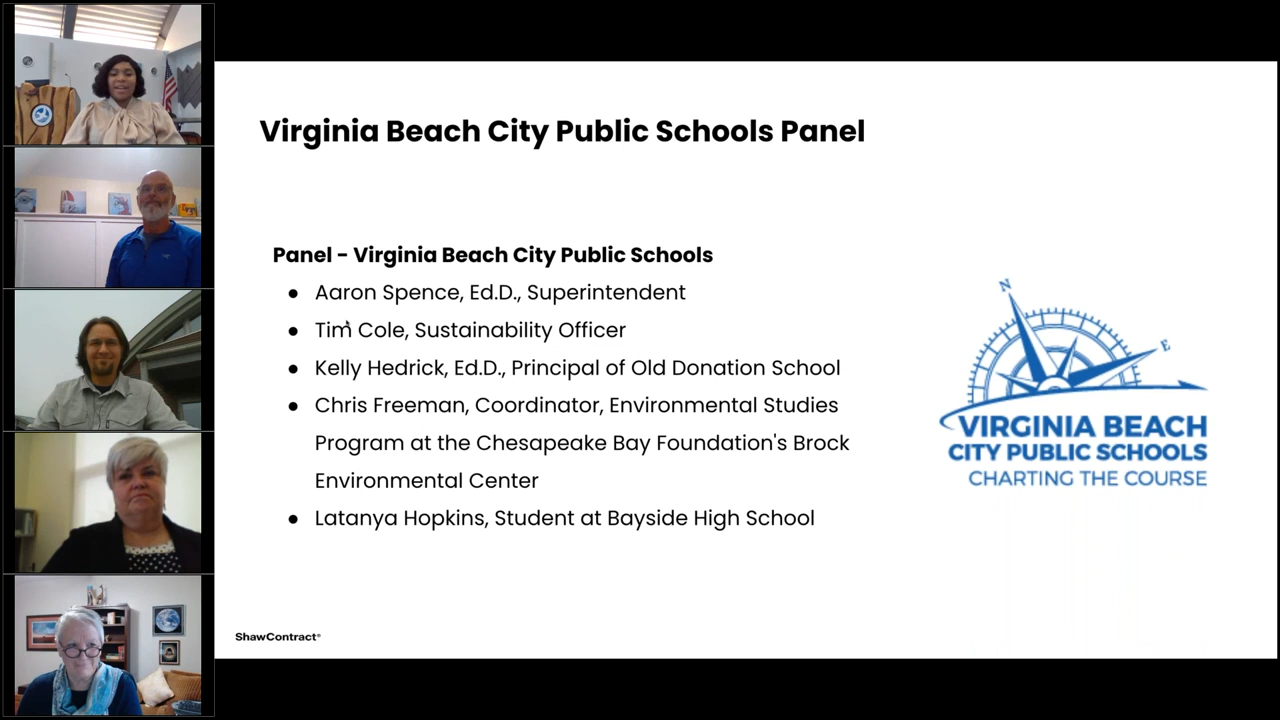 Virginia Beach City Public Schools Panel
Panel - Virginia Beach City Public Schools
● Aaron Spence, Ed.D., Superintendent
● Tim Cole, Sustainability Officer
● Kelly Hedrick, Ed.D., Principal of Old Donation School
● Chris Freeman, Coordinator, Environmental Studies
Program at the Chesapeake Bay Foundation's Brock
Environmental Center
● Latanya Hopkins, Student at Bayside High School
N
E
VIRGINIA BEACH
CITY PUBLIC SCHOOLS
CHARTING THE COURSE
ShawContract®